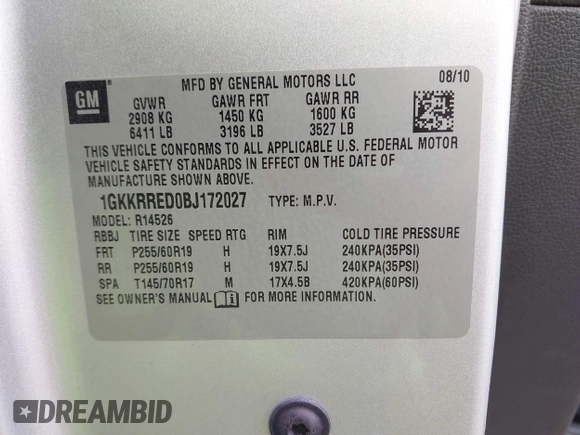 GM ® MFD BY GENERAL MOTORS LLC 08/10
GVWR GAWR FRT GAWR RR
2908 KG 1450 KG 1600 KG
6411 LB 3196 LB 3527 LB
THIS VEHICLE CONFORMS TO ALL APPLICABLE U.S. FEDERAL MOTOR
VEHICLE SAFETY STANDARDS IN EFFECT ON THE DATE OF
MANUFACTURE SHOWN ABOVE.
1GKKRRED0BJ172027 TYPE: M.P.V.
MODEL: R14526
RBBJ TIRE SIZE SPEED RTG RIM COLD TIRE PRESSURE
FRT P255/60R19 H 19X7.5J 240KPA(35PSI)
RR P255/60R19 H 19X7.5J 240KPA(35PSI)
SPA T145/70R17 M 17X4.5B 420KPA(60PSI)
SEE OWNER'S MANUAL FOR MORE INFORMATION.
DREAMBID